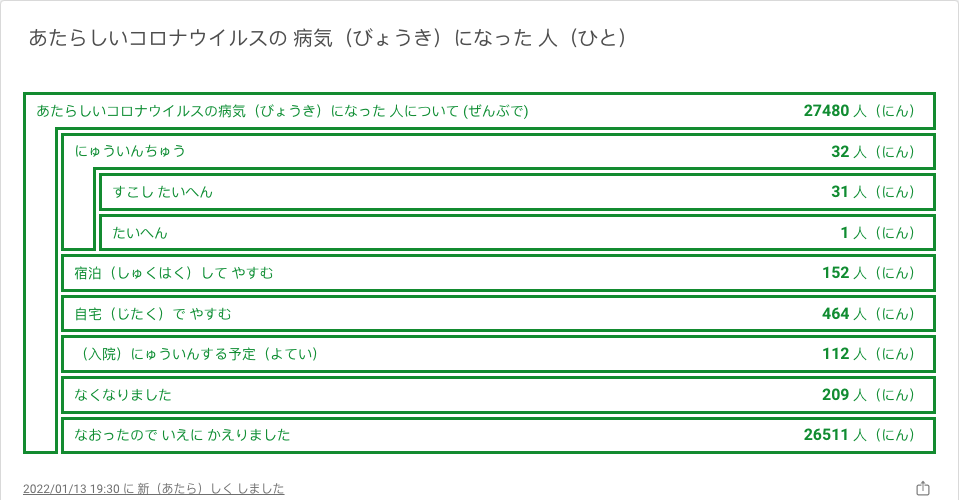 あたらしいコロナウイルスの 病気（びょうき）になった 人（ひと）
あたらしいコロナウイルスの病気（びょうき）になった 人について (ぜんぶで) 27480 人（にん）
にゅういんちゅう 32 人（にん）
すこし たいへん 31 人（にん）
たいへん 1 人（にん）
宿泊（しゅくはく）して やすむ 152 人（にん）
自宅（じたく）で やすむ 464 人（にん）
（入院）にゅういんする予定（よてい） 112 人（にん）
なくなりました 209 人（にん）
なおったので いえに かえりました 26511 人（にん）
2022/01/13 19:30 に 新（あたら）しく しました